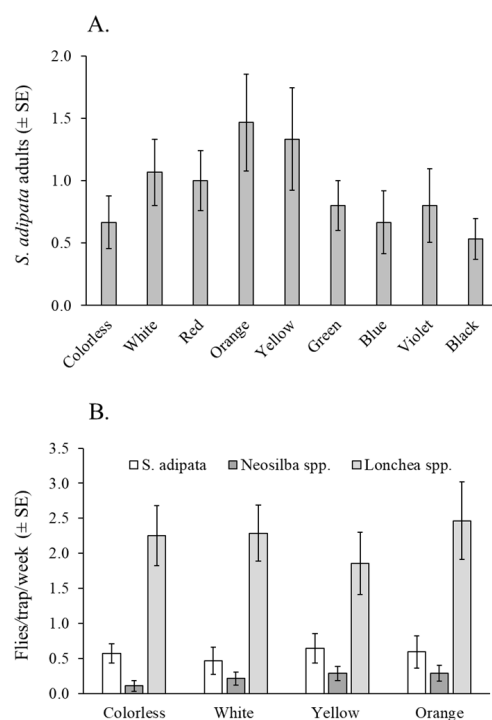 A.
S. adipata adults (± SE)
2.0
1.5
1.0
0.5
0.0
Colorless
White
Red
Orange
Yellow
Green
Blue
Violet
Black
B.
Flies/trap/week (± SE)
3.5
3.0
2.5
2.0
1.5
1.0
0.5
0.0
S. adipata Neosilba spp. Lonchea spp.
Colorless White Yellow Orange